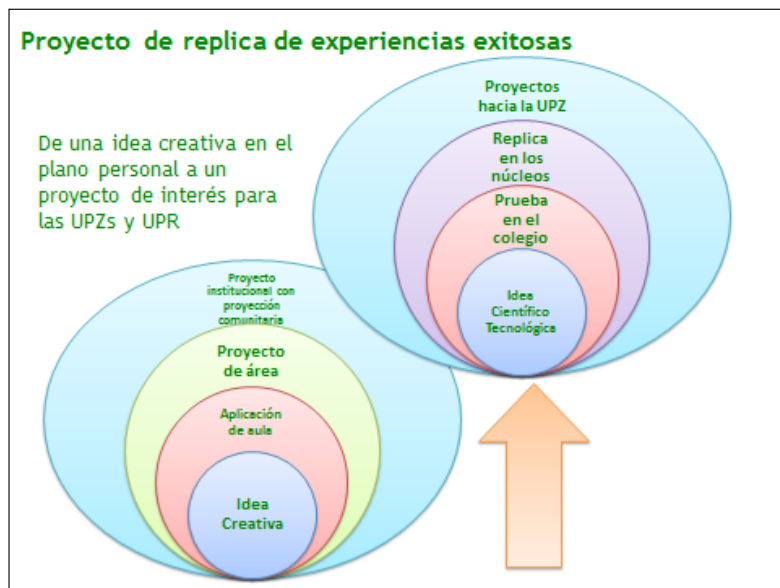 Proyecto de replica de experiencias exitosas
De una idea creativa en el
plano personal a un
proyecto de interés para
las UPZs y UPR
Proyectos
hacia la UPZ
Replica
en los
núcleos
Prueba
en el
colegio
Idea
Científico
Tecnológica
Proyecto
institucional con
proyección
comunitaria
Proyecto
de área
Aplicación
de aula
Idea
Creativa